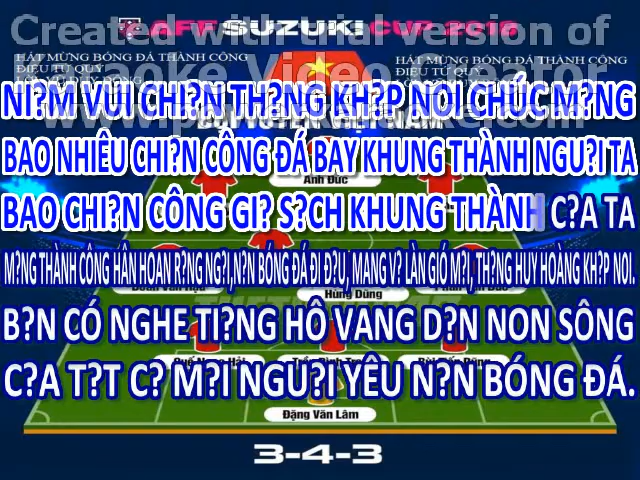 AFF SUZUKI CUP 2018
Created with trial version of
HÁT MỪNG BÓNG ĐÁ THÀNH CÔNG
ĐIỆU TỨ QUÝ
HÁT MỪNG BÓNG ĐÁ THÀNH CÔNG
ĐIỆU TỨ QUÝ
NI?M VUI CHI?N TH?NG KH?P NƠI CHÚC M?NG
BAO NHIÊU CHI?N CÔNG ĐÁ BAY KHUNG THÀNH NGU?I TA
Anh Đức
BAO CHI?N CÔNG GI? S?CH KHUNG THÀNH C?A TA
M?NG THÀNH CÔNG HÂN HOAN R?NG NG?I,N?N BÓNG ĐÁ ĐI Đ?U, MANG V? LÀN GIÓ M?I, TH?NG HUY HOÀNG KH?P NOI.
Hùng Dũng
B?N CÓ NGHE TI?NG HÔ VANG D?N NON SÔNG
C?A T?T C? M?I NGU?I YÊU N?N BÓNG ĐÁ.
Đặng Văn Lâm
3-4-3